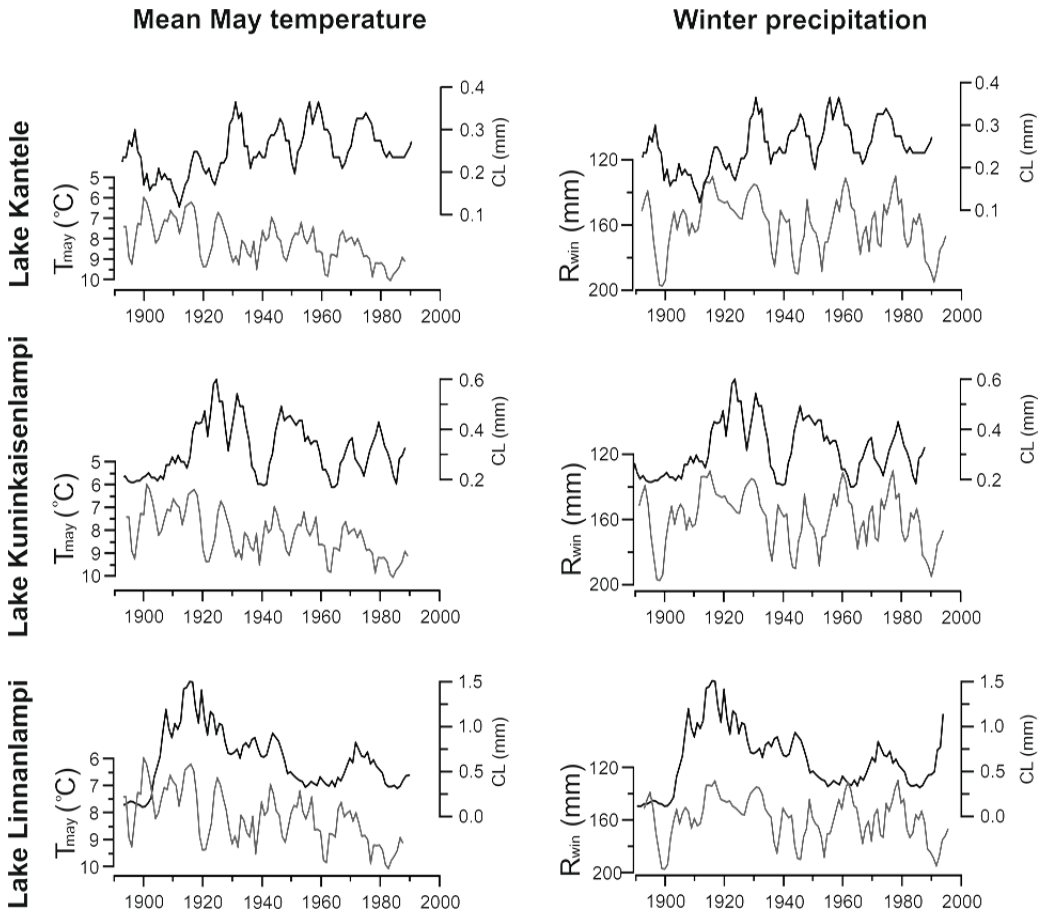 Mean May temperature
Winter precipitation
Lake Kantele
0.4
0.3
0.2
0.1
CL (mm)
5
6
7
8
9
10
Tmay (°C)
1900 1920 1940 1960 1980 2000
0.4
0.3
0.2
0.1
CL (mm)
120
160
200
Rwin (mm)
1900 1920 1940 1960 1980 2000
Lake Kuninkaisenlampi
0.6
0.4
0.2
CL (mm)
5
6
7
8
9
10
Tmay (°C)
1900 1920 1940 1960 1980 2000
0.6
0.4
0.2
CL (mm)
120
160
200
Rwin (mm)
1900 1920 1940 1960 1980 2000
Lake Linnanlampi
1.5
1.0
0.5
0.0
CL (mm)
6
7
8
9
10
Tmay (°C)
1900 1920 1940 1960 1980 2000
1.5
1.0
0.5
0.0
CL (mm)
120
160
200
Rwin (mm)
1900 1920 1940 1960 1980 2000